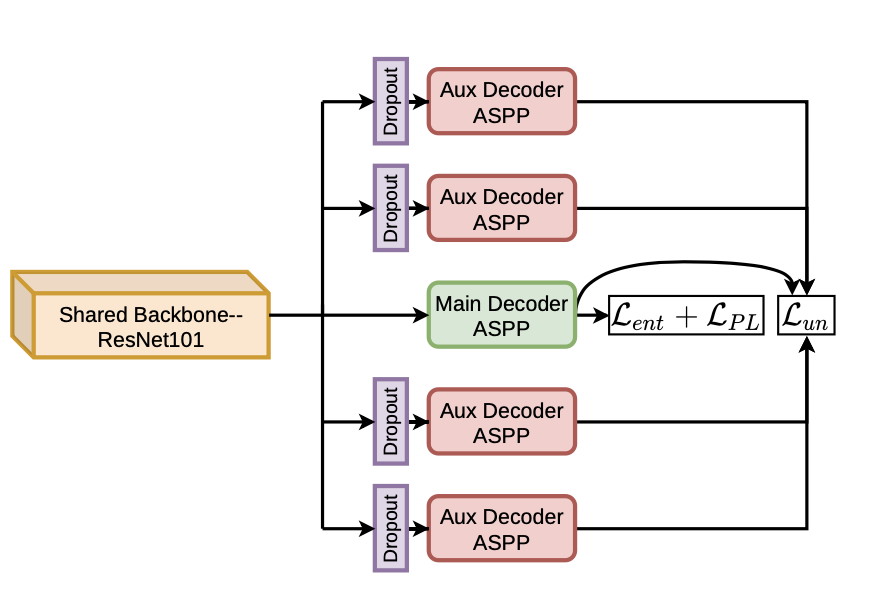 Dropout
Aux Decoder
ASPP
Dropout
Aux Decoder
ASPP
Shared Backbone--
ResNet101
Main Decoder
ASPP
$\mathcal{L}_{ent} + \mathcal{L}_{PL}$
$\mathcal{L}_{un}$
Dropout
Aux Decoder
ASPP
Dropout
Aux Decoder
ASPP